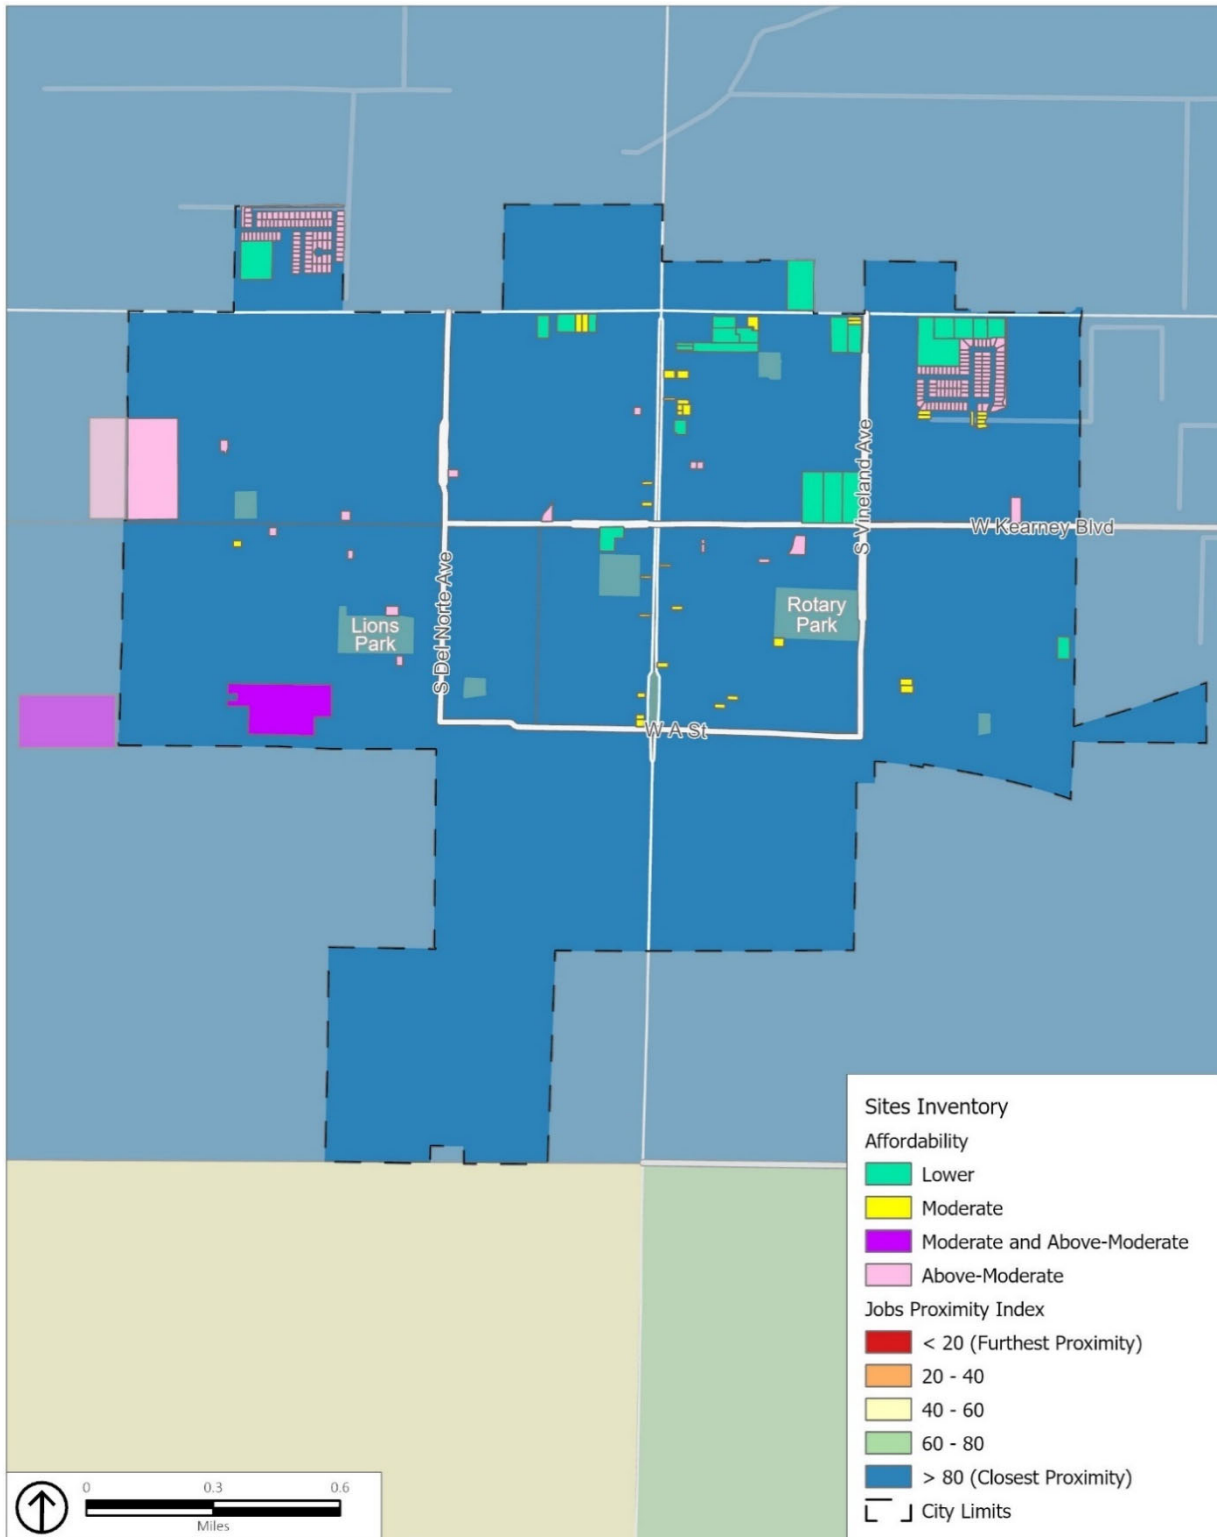 S Vineland Ave
W Kearney Blvd
S Del Norte Ave
Lions
Park
Rotary
Park
W A St
Sites Inventory
Affordability
Lower
Moderate
Moderate and Above-Moderate
Above-Moderate
Jobs Proximity Index
< 20 (Furthest Proximity)
20 - 40
40 - 60
60 - 80
> 80 (Closest Proximity)
City Limits
0 0.3 0.6
Miles